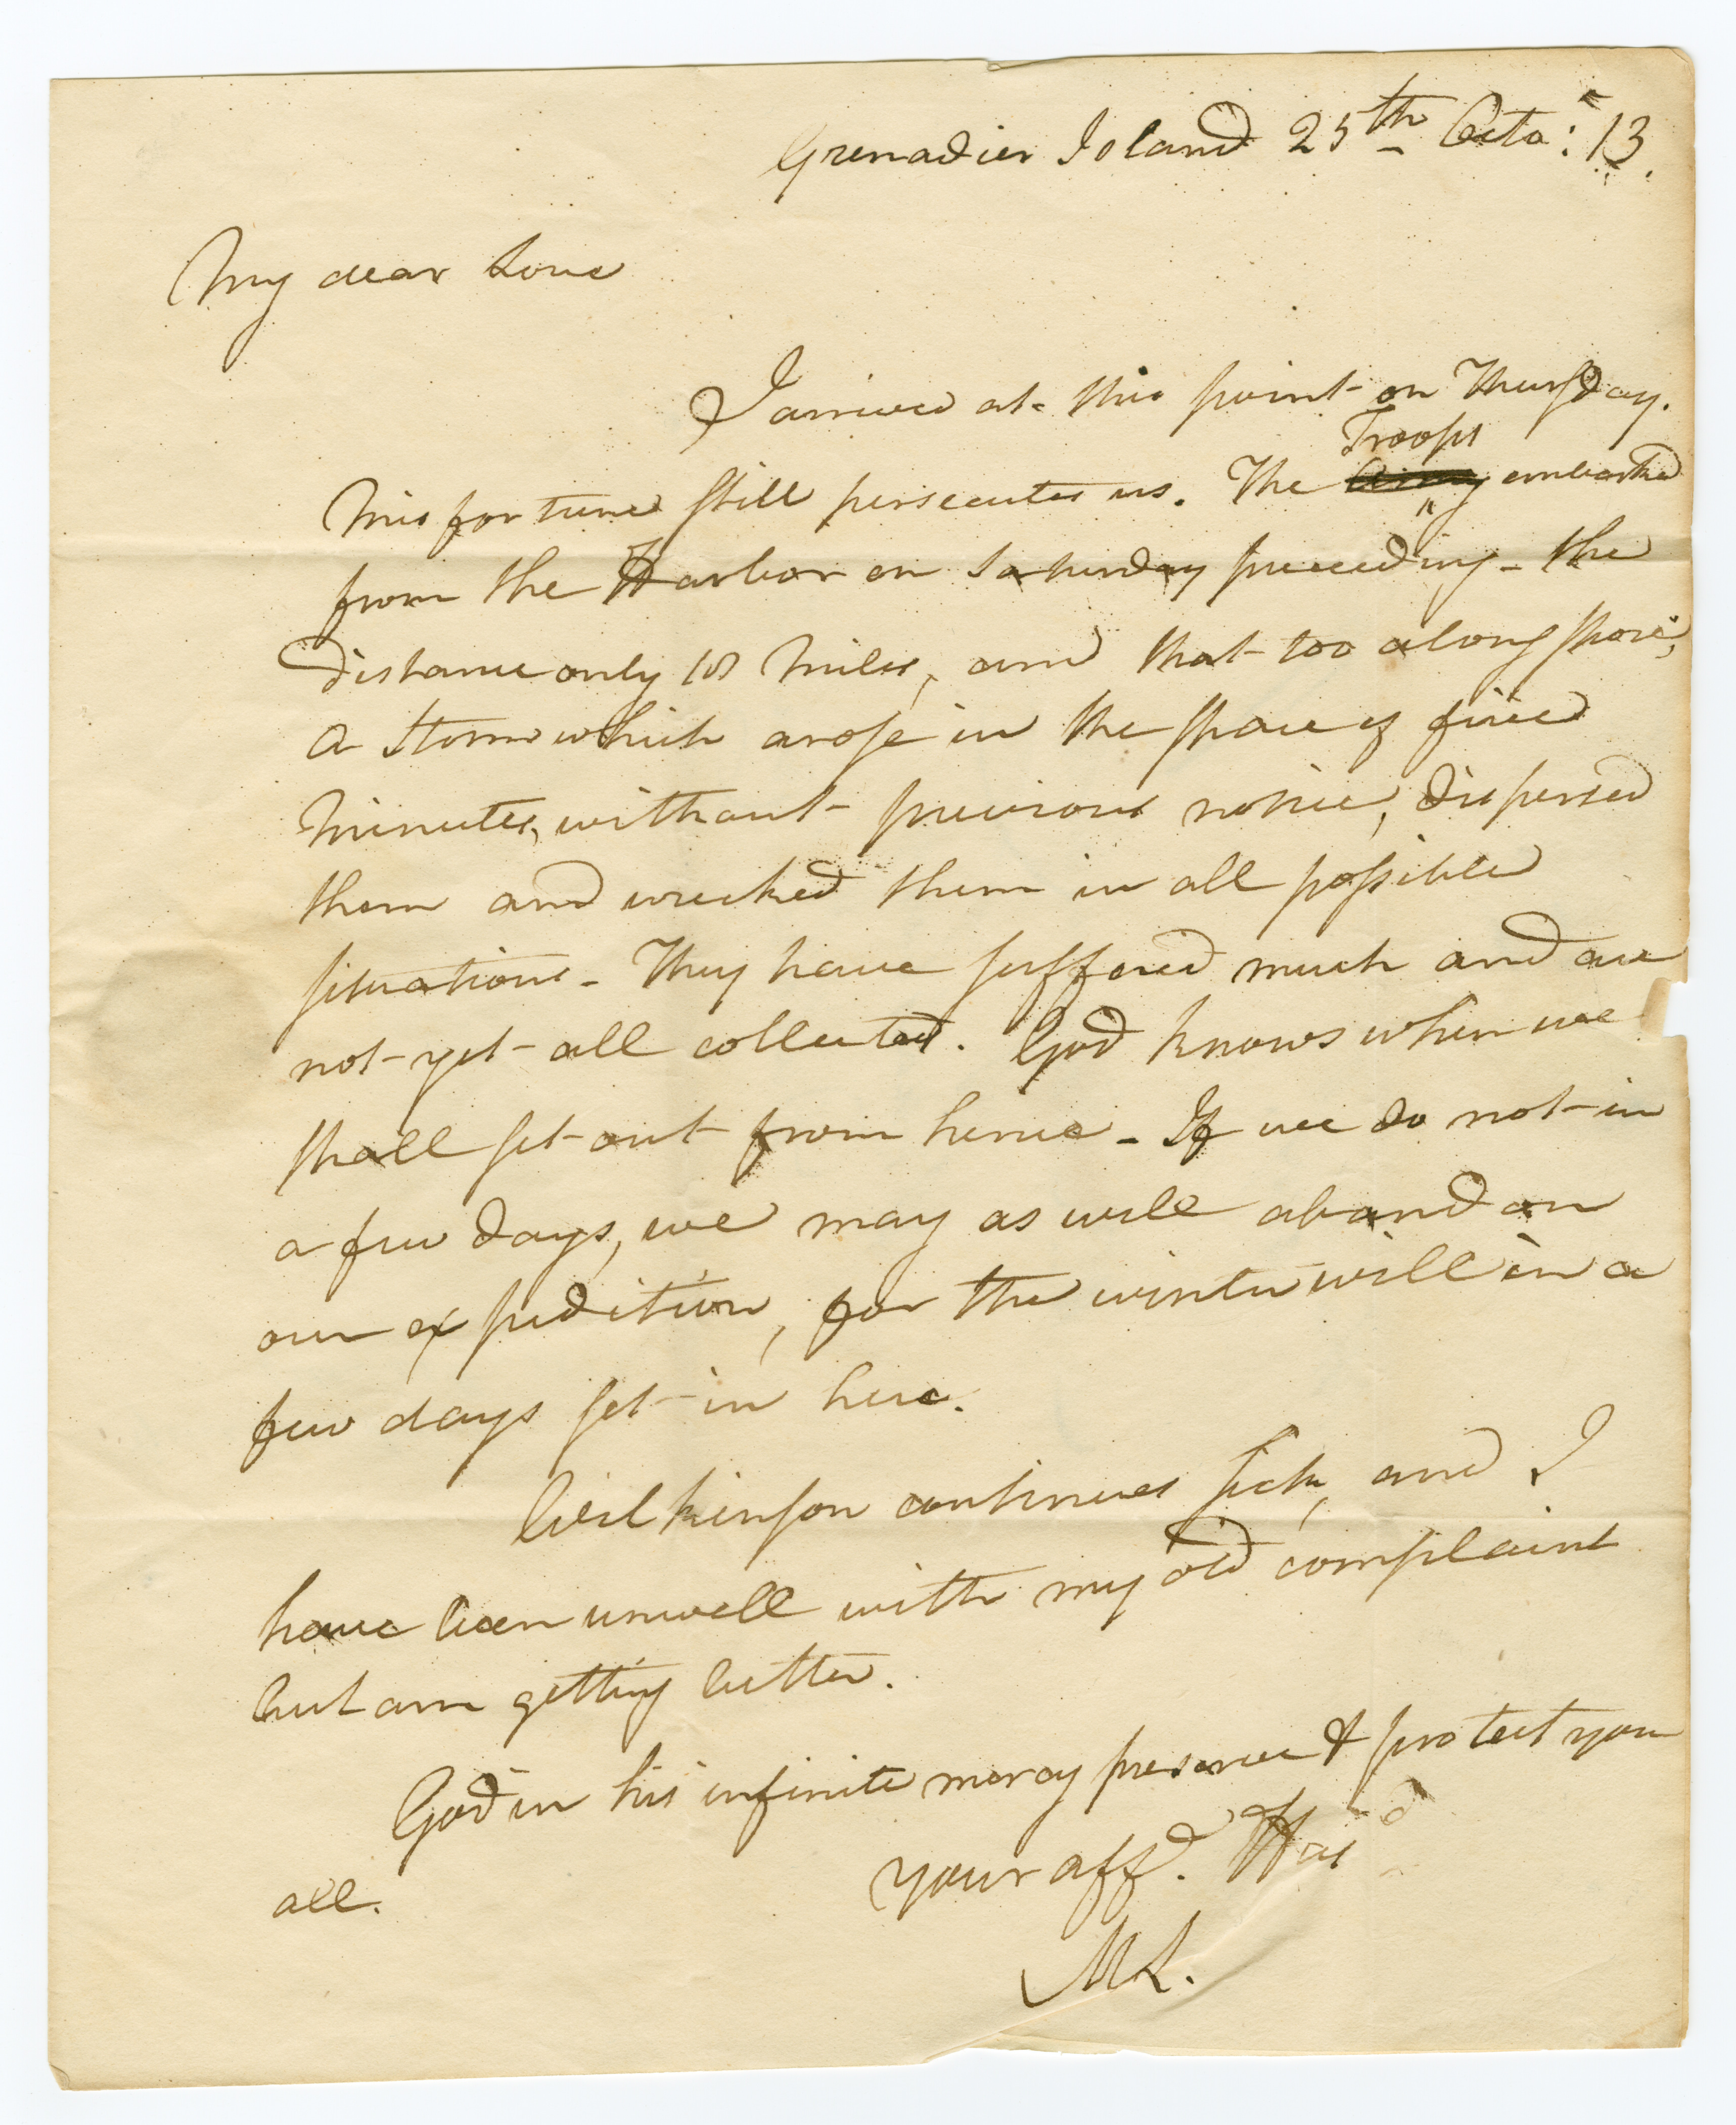 Grenadier Island 25th Octo: 13.
My dear Love
I arrived at this point on Thursday.
Misfortune still persecutes us. The Troops embarked
from the Harbor on Saturday preceding - the
distance only 18 miles, and that too along shore,
a storm which arose in the space of five
minutes, without previous notice, dispersed
them and wrecked them in all possible
situations - They have suffered much and are
not yet all collected. God knows when we
shall set out from hence - If we do not in
a few days, we may as well abandon
our expedition, for the winter will in a
few days set in here.
Wilkinson continues sick, and I
have been unwell with my old complaint
but am getting better.
God in his infinite mercy preserve & protect you
all.
your affd. Husd
ML.